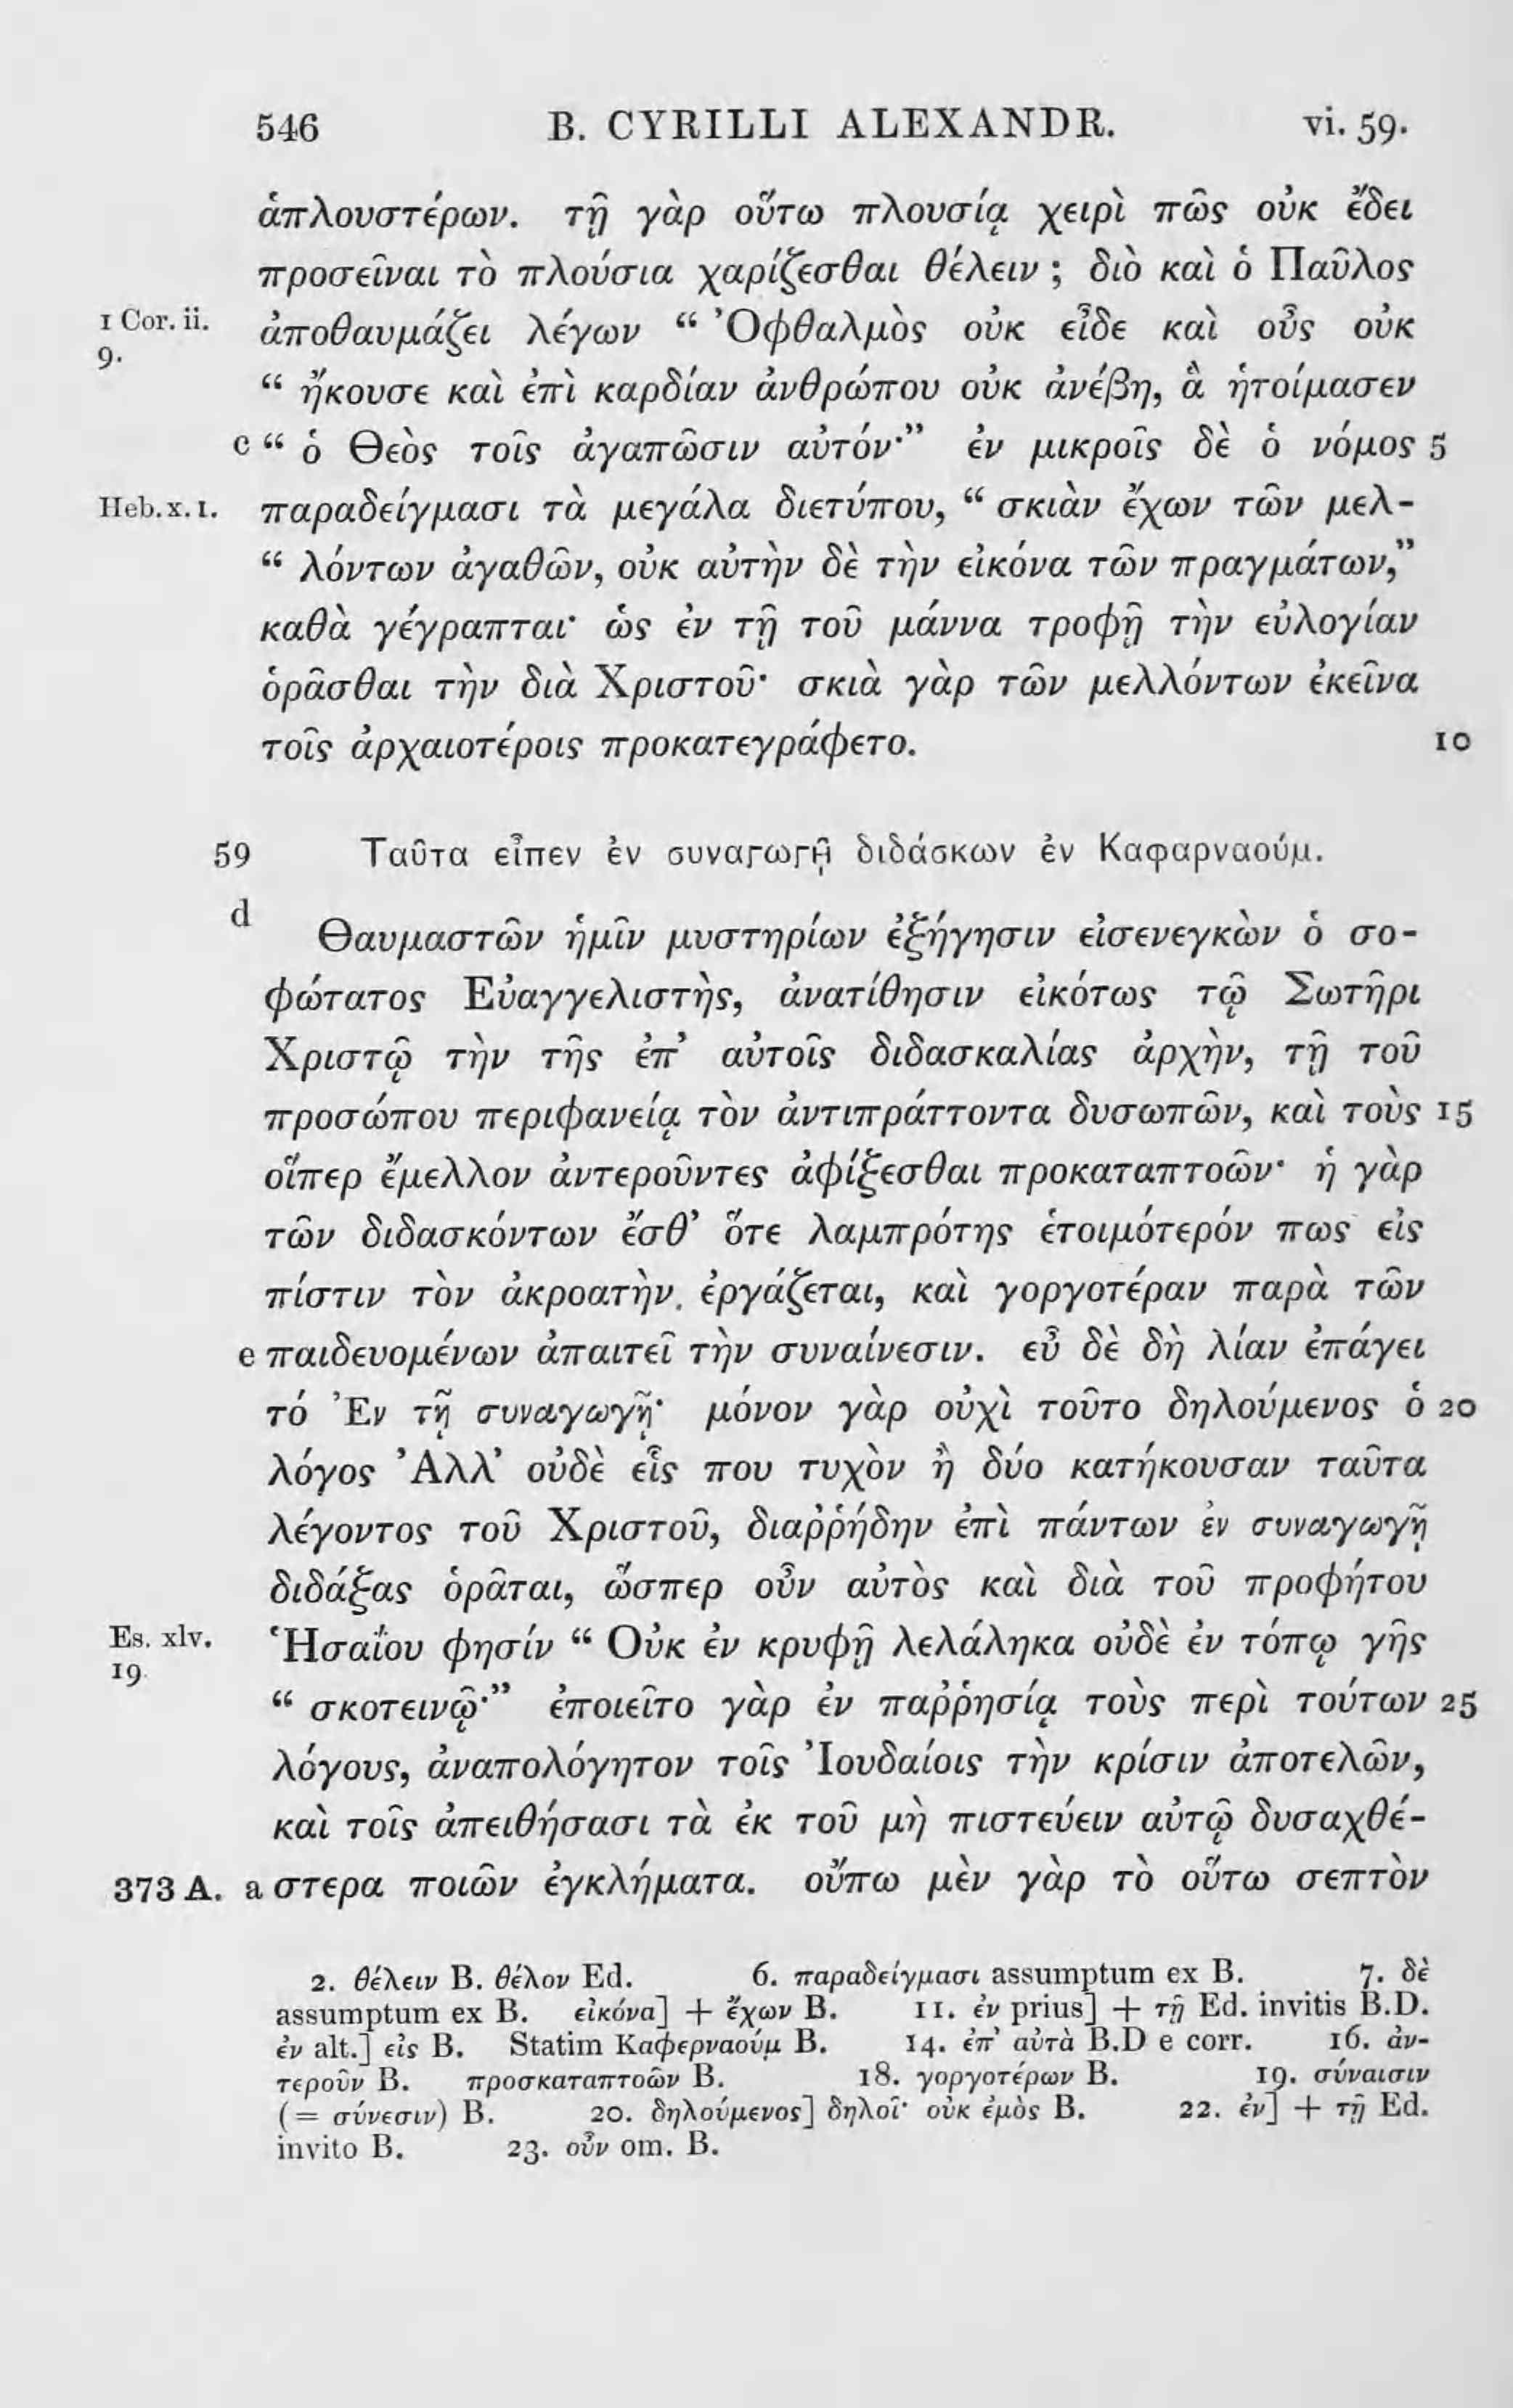 546 B. CYRILLI ALEXANDR. vi. 59.
ἁπλουστέρων. τῇ γὰρ οὕτω πλουσίᾳ χειρὶ πῶς οὐκ ἔδει
προσεῖναι τὸ πλούσια χαρίζεσθαι θέλειν ; διὸ καὶ ὁ Παῦλος
1 Cor. ii. ἀποθαυμάζει λέγων “ Ὀφθαλμὸς οὐκ εἶδε καὶ οὖς οὐκ
9.
“ ἤκουσε καὶ ἐπὶ καρδίαν ἀνθρώπου οὐκ ἀνέβη, ἃ ἡτοίμασεν
c “ ὁ Θεὸς τοῖς ἀγαπῶσιν αὐτόν·” ἐν μικροῖς δὲ ὁ νόμος 5
Heb. x. 1. παραδείγμασι τὰ μεγάλα διετύπου, “ σκιὰν ἔχων τῶν μελ-
“ λόντων ἀγαθῶν, οὐκ αὐτὴν δὲ τὴν εἰκόνα τῶν πραγμάτων,”
καθὰ γέγραπται· ὡς ἐν τῇ τοῦ μάννα τροφῇ τὴν εὐλογίαν
ὁρᾶσθαι τὴν διὰ Χριστοῦ· σκιὰ γὰρ τῶν μελλόντων ἐκεῖνα
τοῖς ἀρχαιοτέροις προκατεγράφετο. 10
59 Ταῦτα εἶπεν ἐν συναγωγῇ διδάσκων ἐν Καφαρναούμ.
d Θαυμαστῶν ἡμῖν μυστηρίων ἐξήγησιν εἰσενεγκὼν ὁ σο-
φώτατος Εὐαγγελιστὴς, ἀνατίθησιν εἰκότως τῷ Σωτῆρι
Χριστῷ τὴν τῆς ἐπ’ αὐτοῖς διδασκαλίας ἀρχὴν, τῇ τοῦ
προσώπου περιφανείᾳ τὸν ἀντιπράττοντα δυσωπῶν, καὶ τοὺς 15
οἵπερ ἔμελλον ἀντεροῦντες ἀφίξεσθαι προκαταπτοῶν· ἡ γὰρ
τῶν διδασκόντων ἔσθ’ ὅτε λαμπρότης ἑτοιμότερόν πως εἰς
πίστιν τὸν ἀκροατὴν ἐργάζεται, καὶ γοργοτέραν παρὰ τῶν
e παιδευομένων ἀπαιτεῖ τὴν συναίνεσιν. εὖ δὲ δὴ λίαν ἐπάγει
τό Ἐν τῇ συναγωγῇ· μόνον γὰρ οὐχὶ τοῦτο δηλούμενος ὁ 20
λόγος Ἀλλ’ οὐδὲ εἷς που τυχὸν ἢ δύο κατήκουσαν ταῦτα
λέγοντος τοῦ Χριστοῦ, διαῤῥήδην ἐπὶ πάντων ἐν συναγωγῇ
διδάξας ὁρᾶται, ὥσπερ οὖν αὐτὸς καὶ διὰ τοῦ προφήτου
Es. xlv. Ἡσαΐου φησίν “ Οὐκ ἐν κρυφῇ λελάληκα οὐδὲ ἐν τόπῳ γῆς
19
“ σκοτεινῷ·” ἐποιεῖτο γὰρ ἐν παῤῥησίᾳ τοὺς περὶ τούτων 25
λόγους, ἀναπολόγητον τοῖς Ἰουδαίοις τὴν κρίσιν ἀποτελῶν,
καὶ τοῖς ἀπειθήσασι τὰ ἐκ τοῦ μὴ πιστεύειν αὐτῷ δυσαχθέ-
373 A. a στερα ποιῶν ἐγκλήματα. οὔπω μὲν γὰρ τὸ οὕτω σεπτὸν
2. θέλειν B. θέλον Ed. 6. παραδείγμασι assumptum ex B. 7. δὲ
assumptum ex B. εἰκόνα] + ἔχων B. 11. ἐν prius] + τῇ Ed. invitis B.D.
ἐν alt.] εἰς B. Statim Καφερναούμ B. 14. ἐπ’ αὐτὰ B.D e corr. 16. ἀν-
τεροῦν B. προσκαταπτοῶν B. 18. γοργοτέρων B. 19. σύναισιν
(= σύνεσιν) B. 20. δηλούμενος] δηλοῖ· οὐκ ἐμὸς B. 22. ἐν] + τῇ Ed.
invito B. 23. οὖν om. B.